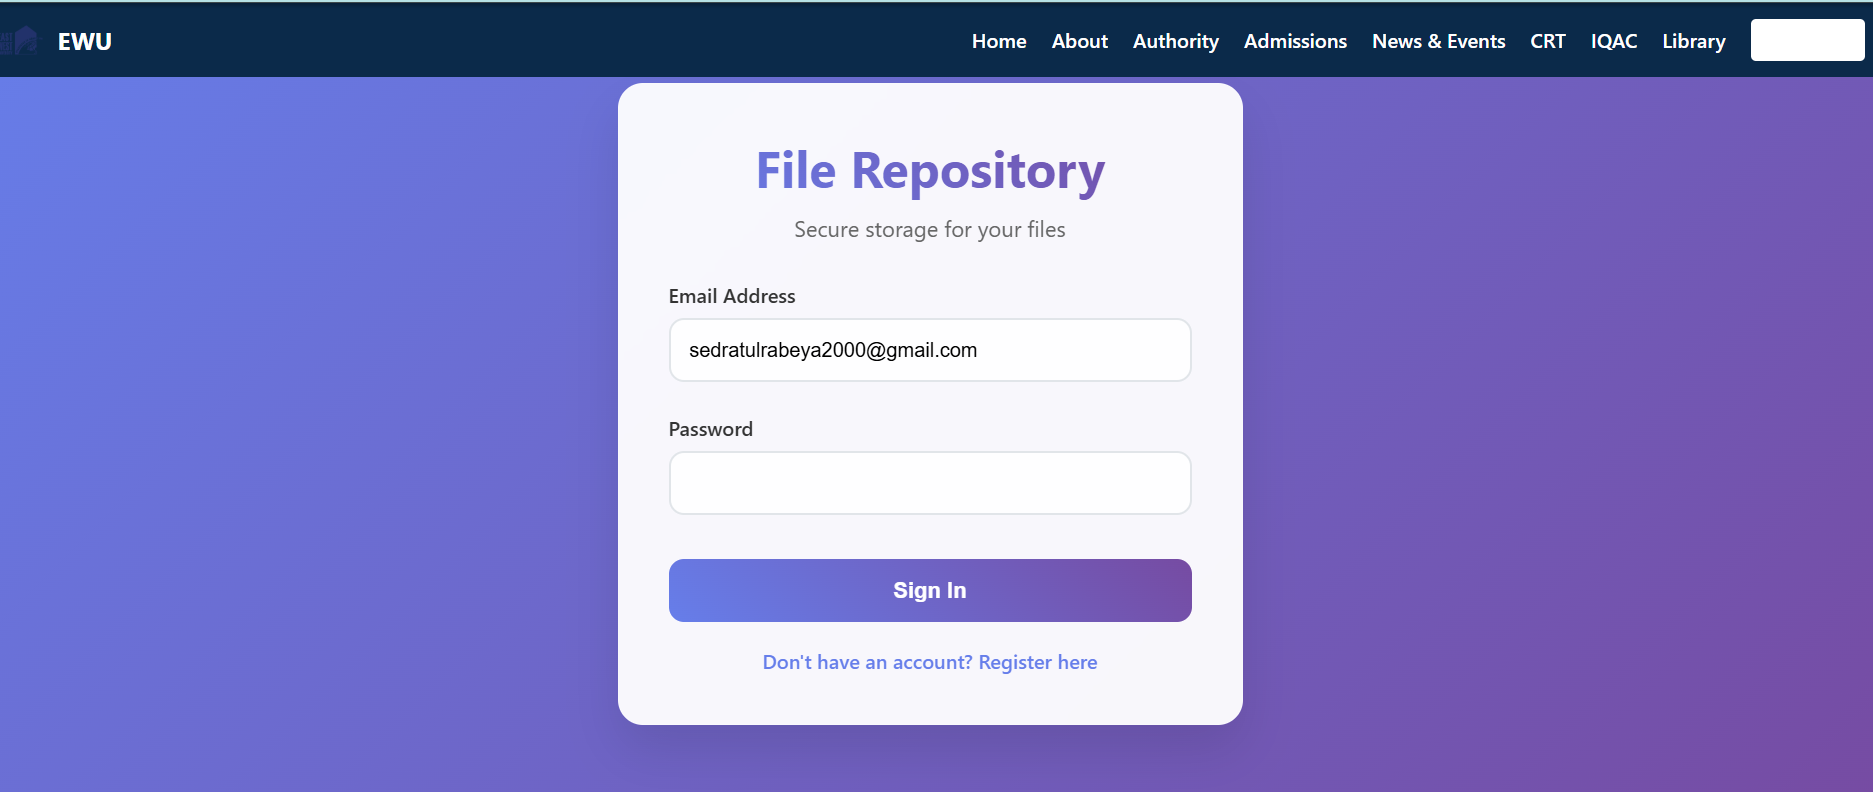 EWU
Home About Authority Admissions News & Events CRT IQAC Library
File Repository
Secure storage for your files
Email Address
sedratulrabeya2000@gmail.com
Password
Sign In
Don't have an account? Register here